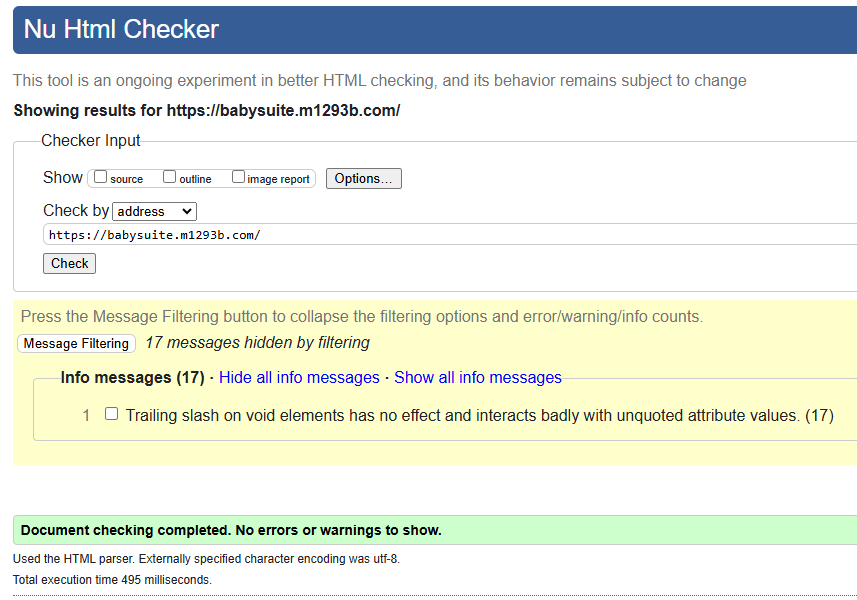 Nu Html Checker
This tool is an ongoing experiment in better HTML checking, and its behavior remains subject to change
Showing results for https://babysuite.m1293b.com/
Checker Input
Show source outline image report Options...
Check by address
https://babysuite.m1293b.com/
Check
Press the Message Filtering button to collapse the filtering options and error/warning/info counts.
Message Filtering 17 messages hidden by filtering
Info messages (17) · Hide all info messages · Show all info messages
1 Trailing slash on void elements has no effect and interacts badly with unquoted attribute values. (17)
Document checking completed. No errors or warnings to show.
Used the HTML parser. Externally specified character encoding was utf-8.
Total execution time 495 milliseconds.